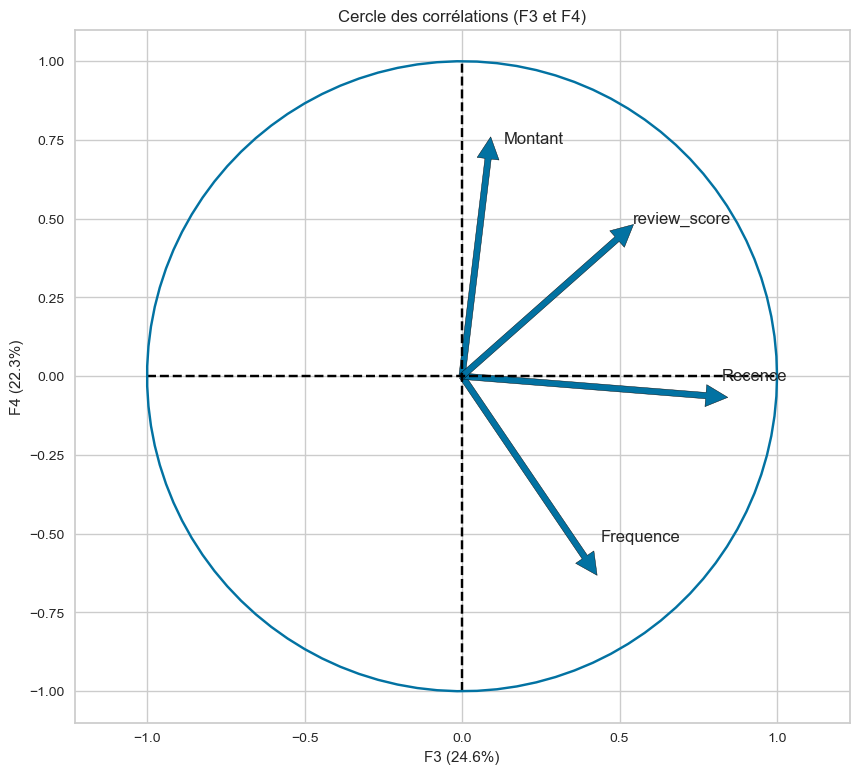 Cercle des corrélations (F3 et F4)
1.00
0.75
0.50
0.25
0.00
−0.25
−0.50
−0.75
−1.00
F4 (22.3%)
Montant
review_score
Recence
Frequence
−1.0
−0.5
0.0
0.5
1.0
F3 (24.6%)